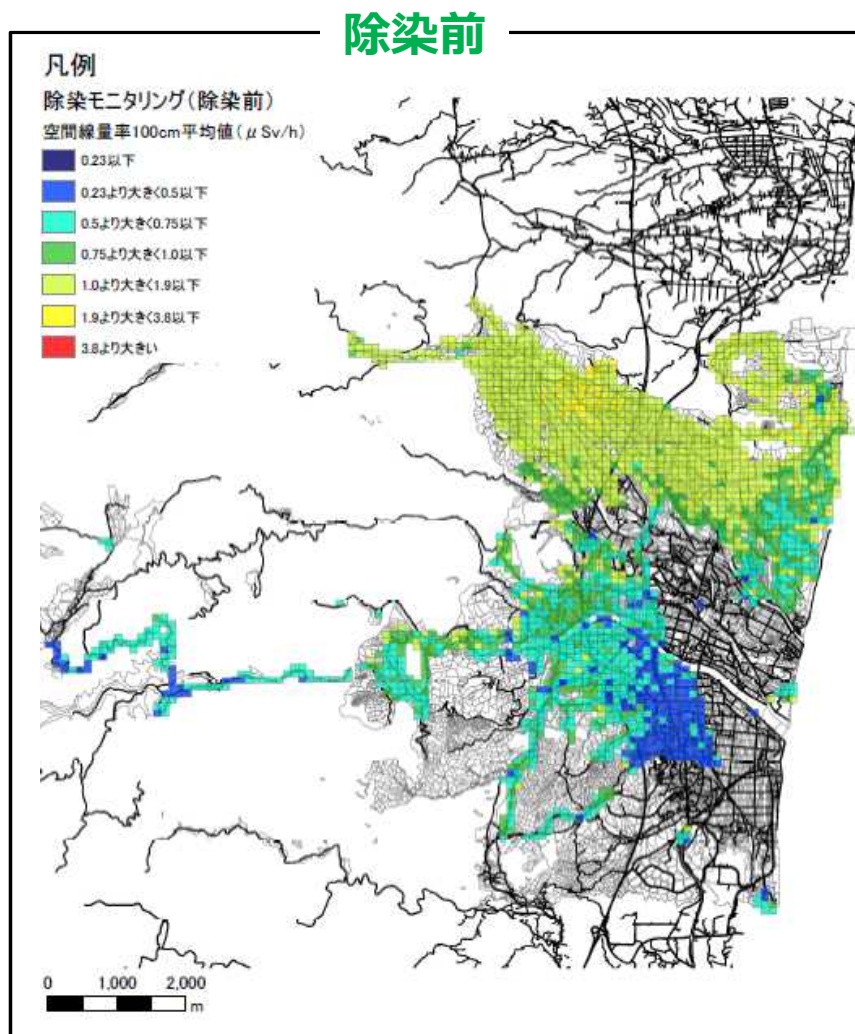 除染前
凡例
除染モニタリング(除染前)
空間線量率100cm平均値(μSv/h)
0.23以下
0.23より大きく0.5以下
0.5より大きく0.75以下
0.75より大きく1.0以下
1.0より大きく1.9以下
1.9より大きく3.8以下
3.8より大きい
0 1,000 2,000
m